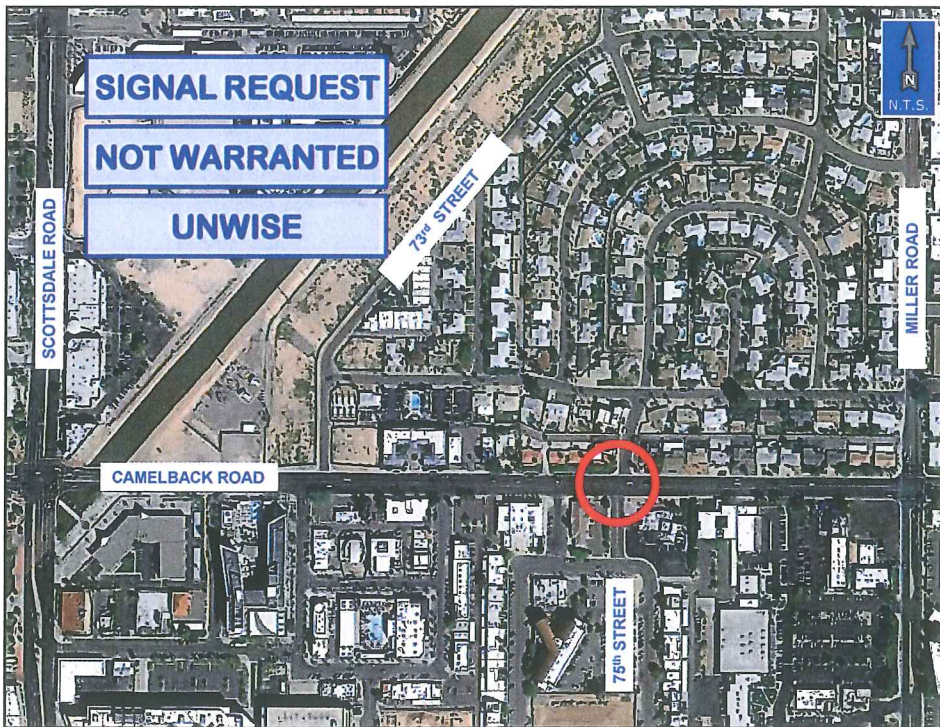 SIGNAL REQUEST
NOT WARRANTED
UNWISE
N
N.T.S.
SCOTTSDALE ROAD
73rd STREET
MILLER ROAD
CAMELBACK ROAD
75th STREET